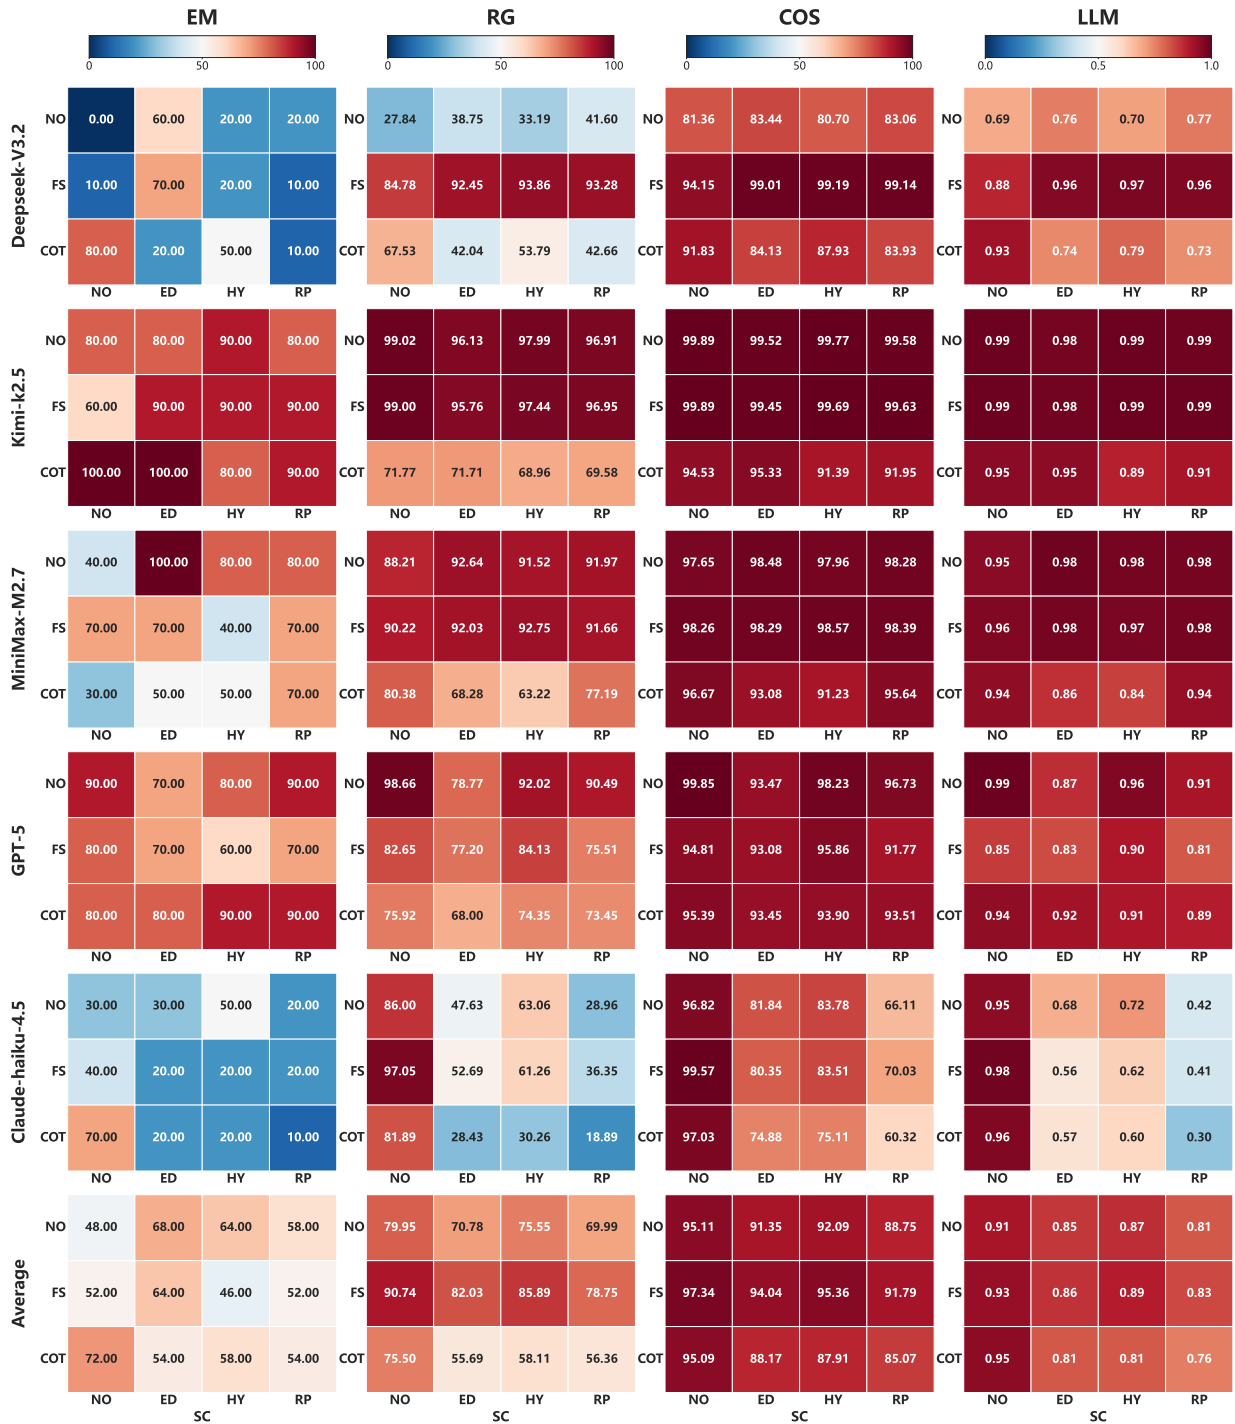 EM RG COS LLM
0 50 100 0 50 100 0 50 100 0.0 0.5 1.0
Deepseek-V3.2
NO 0.00 60.00 20.00 20.00 NO 27.84 38.75 33.19 41.60 NO 81.36 83.44 80.70 83.06 NO 0.69 0.76 0.70 0.77
FS 10.00 70.00 20.00 10.00 FS 84.78 92.45 93.86 93.28 FS 94.15 99.01 99.19 99.14 FS 0.88 0.96 0.97 0.96
COT 80.00 20.00 50.00 10.00 COT 67.53 42.04 53.79 42.66 COT 91.83 84.13 87.93 83.93 COT 0.93 0.74 0.79 0.73
NO ED HY RP NO ED HY RP NO ED HY RP NO ED HY RP
Kimi-k2.5
NO 80.00 80.00 90.00 80.00 NO 99.02 96.13 97.99 96.91 NO 99.89 99.52 99.77 99.58 NO 0.99 0.98 0.99 0.99
FS 60.00 90.00 90.00 90.00 FS 99.00 95.76 97.44 96.95 FS 99.89 99.45 99.69 99.63 FS 0.99 0.98 0.99 0.99
COT 100.00 100.00 80.00 90.00 COT 71.77 71.71 68.96 69.58 COT 94.53 95.33 91.39 91.95 COT 0.95 0.95 0.89 0.91
NO ED HY RP NO ED HY RP NO ED HY RP NO ED HY RP
MiniMax-M2.7
NO 40.00 100.00 80.00 80.00 NO 88.21 92.64 91.52 91.97 NO 97.65 98.48 97.96 98.28 NO 0.95 0.98 0.98 0.98
FS 70.00 70.00 40.00 70.00 FS 90.22 92.03 92.75 91.66 FS 98.26 98.29 98.57 98.39 FS 0.96 0.98 0.97 0.98
COT 30.00 50.00 50.00 70.00 COT 80.38 68.28 63.22 77.19 COT 96.67 93.08 91.23 95.64 COT 0.94 0.86 0.84 0.94
NO ED HY RP NO ED HY RP NO ED HY RP NO ED HY RP
GPT-5
NO 90.00 70.00 80.00 90.00 NO 98.66 78.77 92.02 90.49 NO 99.85 93.47 98.23 96.73 NO 0.99 0.87 0.96 0.91
FS 80.00 70.00 60.00 70.00 FS 82.65 77.20 84.13 75.51 FS 94.81 93.08 95.86 91.77 FS 0.85 0.83 0.90 0.81
COT 80.00 80.00 90.00 90.00 COT 75.92 68.00 74.35 73.45 COT 95.39 93.45 93.90 93.51 COT 0.94 0.92 0.91 0.89
NO ED HY RP NO ED HY RP NO ED HY RP NO ED HY RP
Claude-haiku-4.5
NO 30.00 30.00 50.00 20.00 NO 86.00 47.63 63.06 28.96 NO 96.82 81.84 83.78 66.11 NO 0.95 0.68 0.72 0.42
FS 40.00 20.00 20.00 20.00 FS 97.05 52.69 61.26 36.35 FS 99.57 80.35 83.51 70.03 FS 0.98 0.56 0.62 0.41
COT 70.00 20.00 20.00 10.00 COT 81.89 28.43 30.26 18.89 COT 97.03 74.88 75.11 60.32 COT 0.96 0.57 0.60 0.30
NO ED HY RP NO ED HY RP NO ED HY RP NO ED HY RP
Average
NO 48.00 68.00 64.00 58.00 NO 79.95 70.78 75.55 69.99 NO 95.11 91.35 92.09 88.75 NO 0.91 0.85 0.87 0.81
FS 52.00 64.00 46.00 52.00 FS 90.74 82.03 85.89 78.75 FS 97.34 94.04 95.36 91.79 FS 0.93 0.86 0.89 0.83
COT 72.00 54.00 58.00 54.00 COT 75.50 55.69 58.11 56.36 COT 95.09 88.17 87.91 85.07 COT 0.95 0.81 0.81 0.76
NO ED HY RP NO ED HY RP NO ED HY RP NO ED HY RP
SC SC SC SC